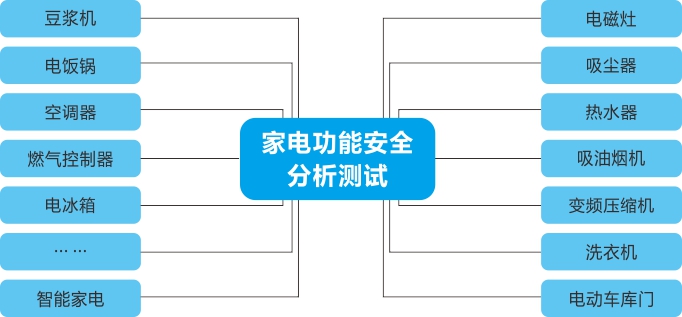 豆浆机
电饭锅
空调器
燃气控制器
电冰箱
… …
智能家电
家电功能安全
分析测试
电磁灶
吸尘器
热水器
吸油烟机
变频压缩机
洗衣机
电动车库门